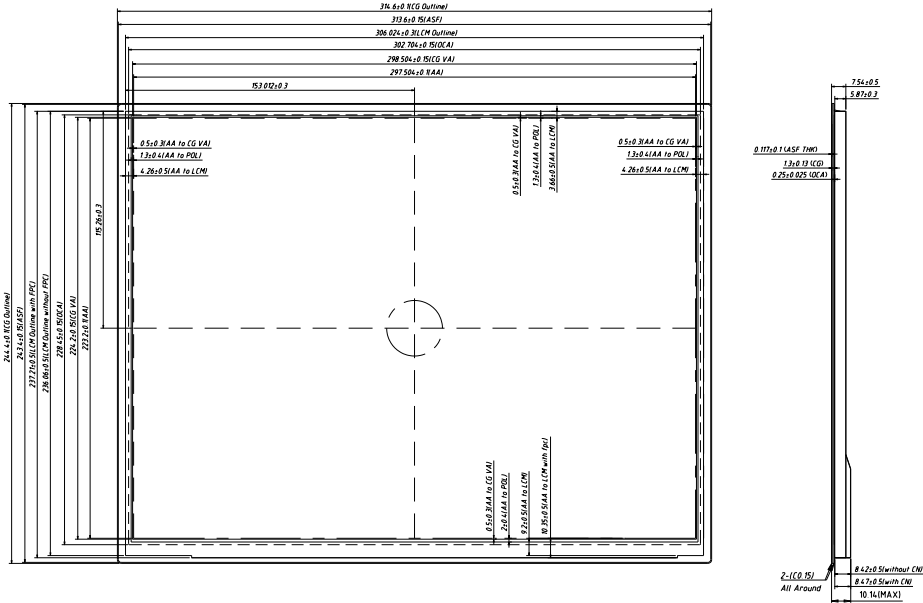 314.6±0.1(CG Outline)
313.6±0.15(ASF)
306.024±0.3(LCM Outline)
302.704±0.15(OCA)
298.504±0.15(CG VA)
297.504±0.1(AA)
153.012±0.3
7.54±0.5
5.87±0.3
0.5±0.3(AA to CG VA)
1.3±0.4(AA to POL)
4.26±0.5(AA to LCM)
0.5±0.3(AA to CG VA)
1.3±0.4(AA to POL)
3.66±0.5(AA to LCM)
0.5±0.3(AA to CG VA)
1.3±0.4(AA to POL)
4.26±0.5(AA to LCM)
0.117±0.1 (ASF THK)
1.3±0.13 (CG)
0.25±0.025 (OCA)
115.26±0.3
244.4±0.1(CG Outline)
243.4±0.15(ASF)
237.21±0.5(LCM Outline with FPC)
236.06±0.5(LCM Outline without FPC)
228.45±0.15(OCA)
224.2±0.15(CG VA)
223.2±0.1(AA)
0.5±0.3(AA to CG VA)
2±0.4(AA to POL)
9.2±0.5(AA to LCM)
10.35±0.5(AA to LCM with fpc)
2-(C0.15)
All Around
8.42±0.5(without CN)
8.47±0.5(with CN)
10.14(MAX)